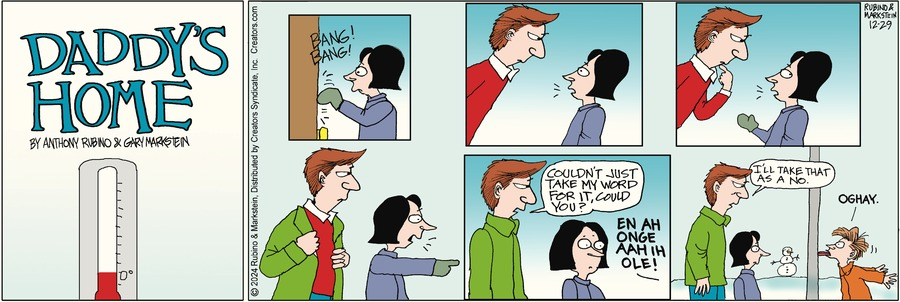 DADDY'S
HOME
BY ANTHONY RUBINO & GARY MARKSTEIN
0°
© 2024 Rubino & Markstein, Distributed by Creators Syndicate, Inc. Creators.com
BANG!
BANG!
RUBINO &
MARKSTEIN
12-29
COULDN'T JUST
TAKE MY WORD
FOR IT, COULD
YOU?
EN AH
ONGE
AAH IH
OLE!
I'LL TAKE THAT
AS A NO.
OGHAY.